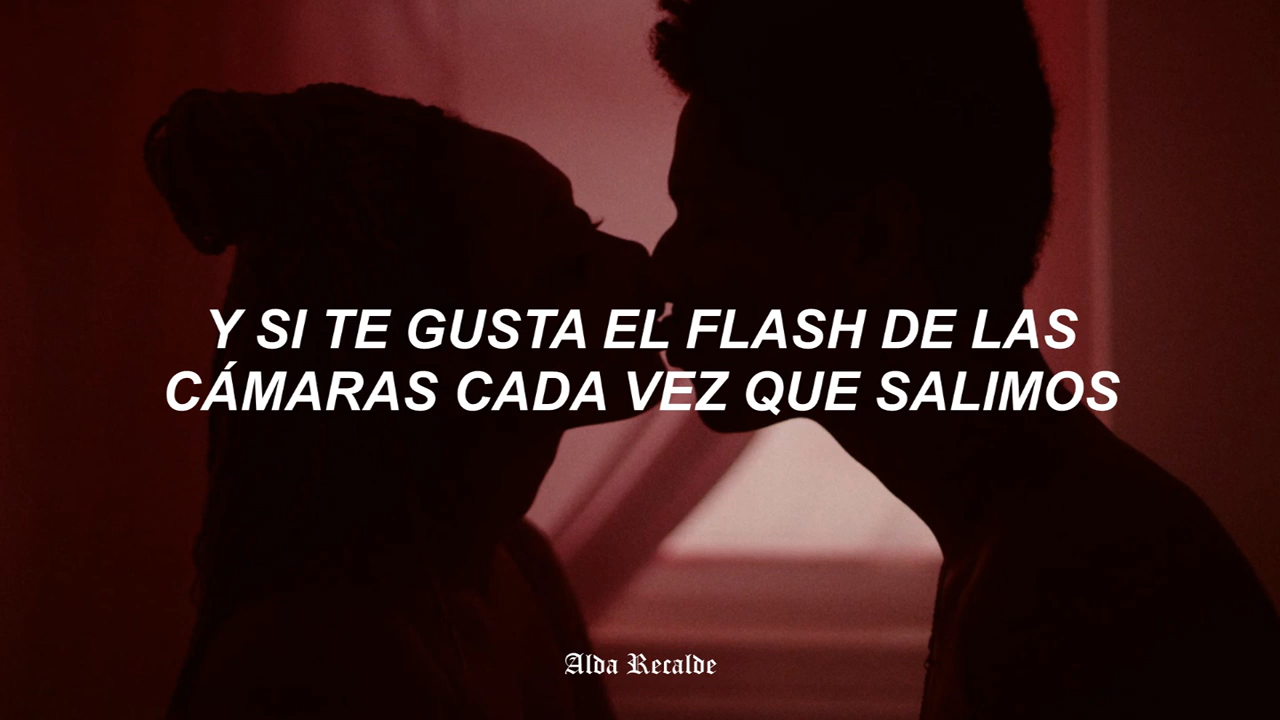 Y SI TE GUSTA EL FLASH DE LAS
CÁMARAS CADA VEZ QUE SALIMOS
Alda Recalde